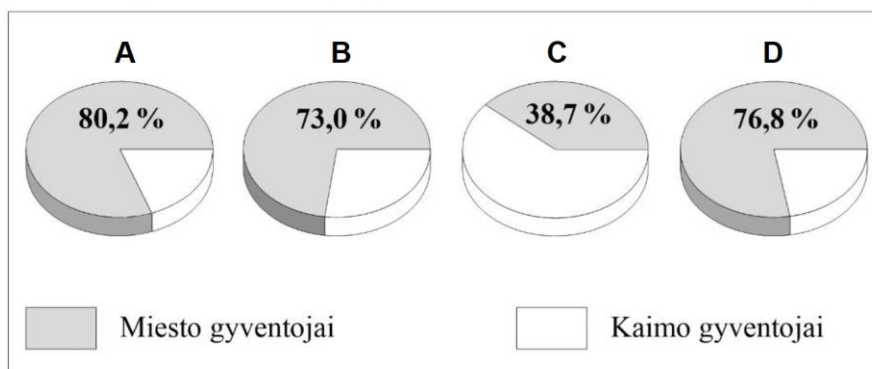 A B C D
80,2 % 73,0 % 38,7 % 76,8 %
Miesto gyventojai Kaimo gyventojai